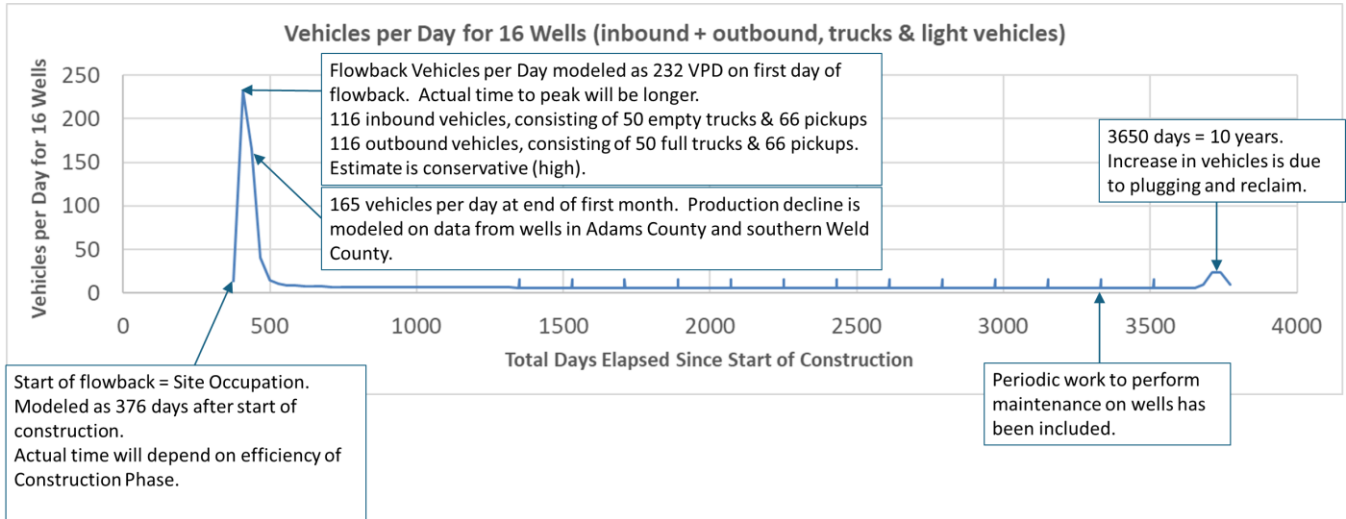 Vehicles per Day for 16 Wells (inbound + outbound, trucks & light vehicles)
Vehicles per Day for 16 Wells
250
200
150
100
50
0
Flowback Vehicles per Day modeled as 232 VPD on first day of
flowback. Actual time to peak will be longer.
116 inbound vehicles, consisting of 50 empty trucks & 66 pickups
116 outbound vehicles, consisting of 50 full trucks & 66 pickups.
Estimate is conservative (high).
165 vehicles per day at end of first month. Production decline is
modeled on data from wells in Adams County and southern Weld
County.
3650 days = 10 years.
Increase in vehicles is due
to plugging and reclaim.
0 500 1000 1500 2000 2500 3000 3500 4000
Total Days Elapsed Since Start of Construction
Start of flowback = Site Occupation.
Modeled as 376 days after start of
construction.
Actual time will depend on efficiency of
Construction Phase.
Periodic work to perform
maintenance on wells has
been included.